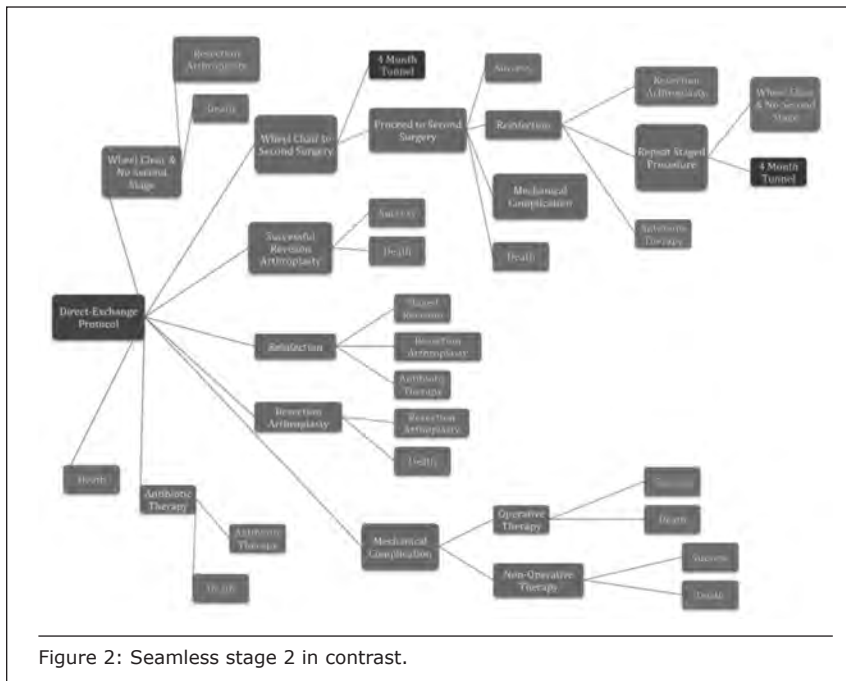 Resection
Arthroplasty
Death
Wheel Chair &
No Second
Stage
4 Month
Tunnel
Wheel Chair to
Second Surgery
Proceed to Second
Surgery
Success
Reinfection
Mechanical
Complication
Death
Resection
Arthroplasty
Repeat Staged
Procedure
Antibiotic
Therapy
Wheel Chair
& No Second
Stage
4 Month
Tunnel
Successful
Revision
Arthroplasty
Success
Death
Direct-Exchange
Protocol
Reinfection
Staged
Revision
Resection
Arthroplasty
Antibiotic
Therapy
Resection
Arthroplasty
Resection
Arthroplasty
Death
Death
Antibiotic
Therapy
Antibiotic
Therapy
Death
Mechanical
Complication
Operative
Therapy
Success
Death
Non-Operative
Therapy
Success
Death
Figure 2: Seamless stage 2 in contrast.